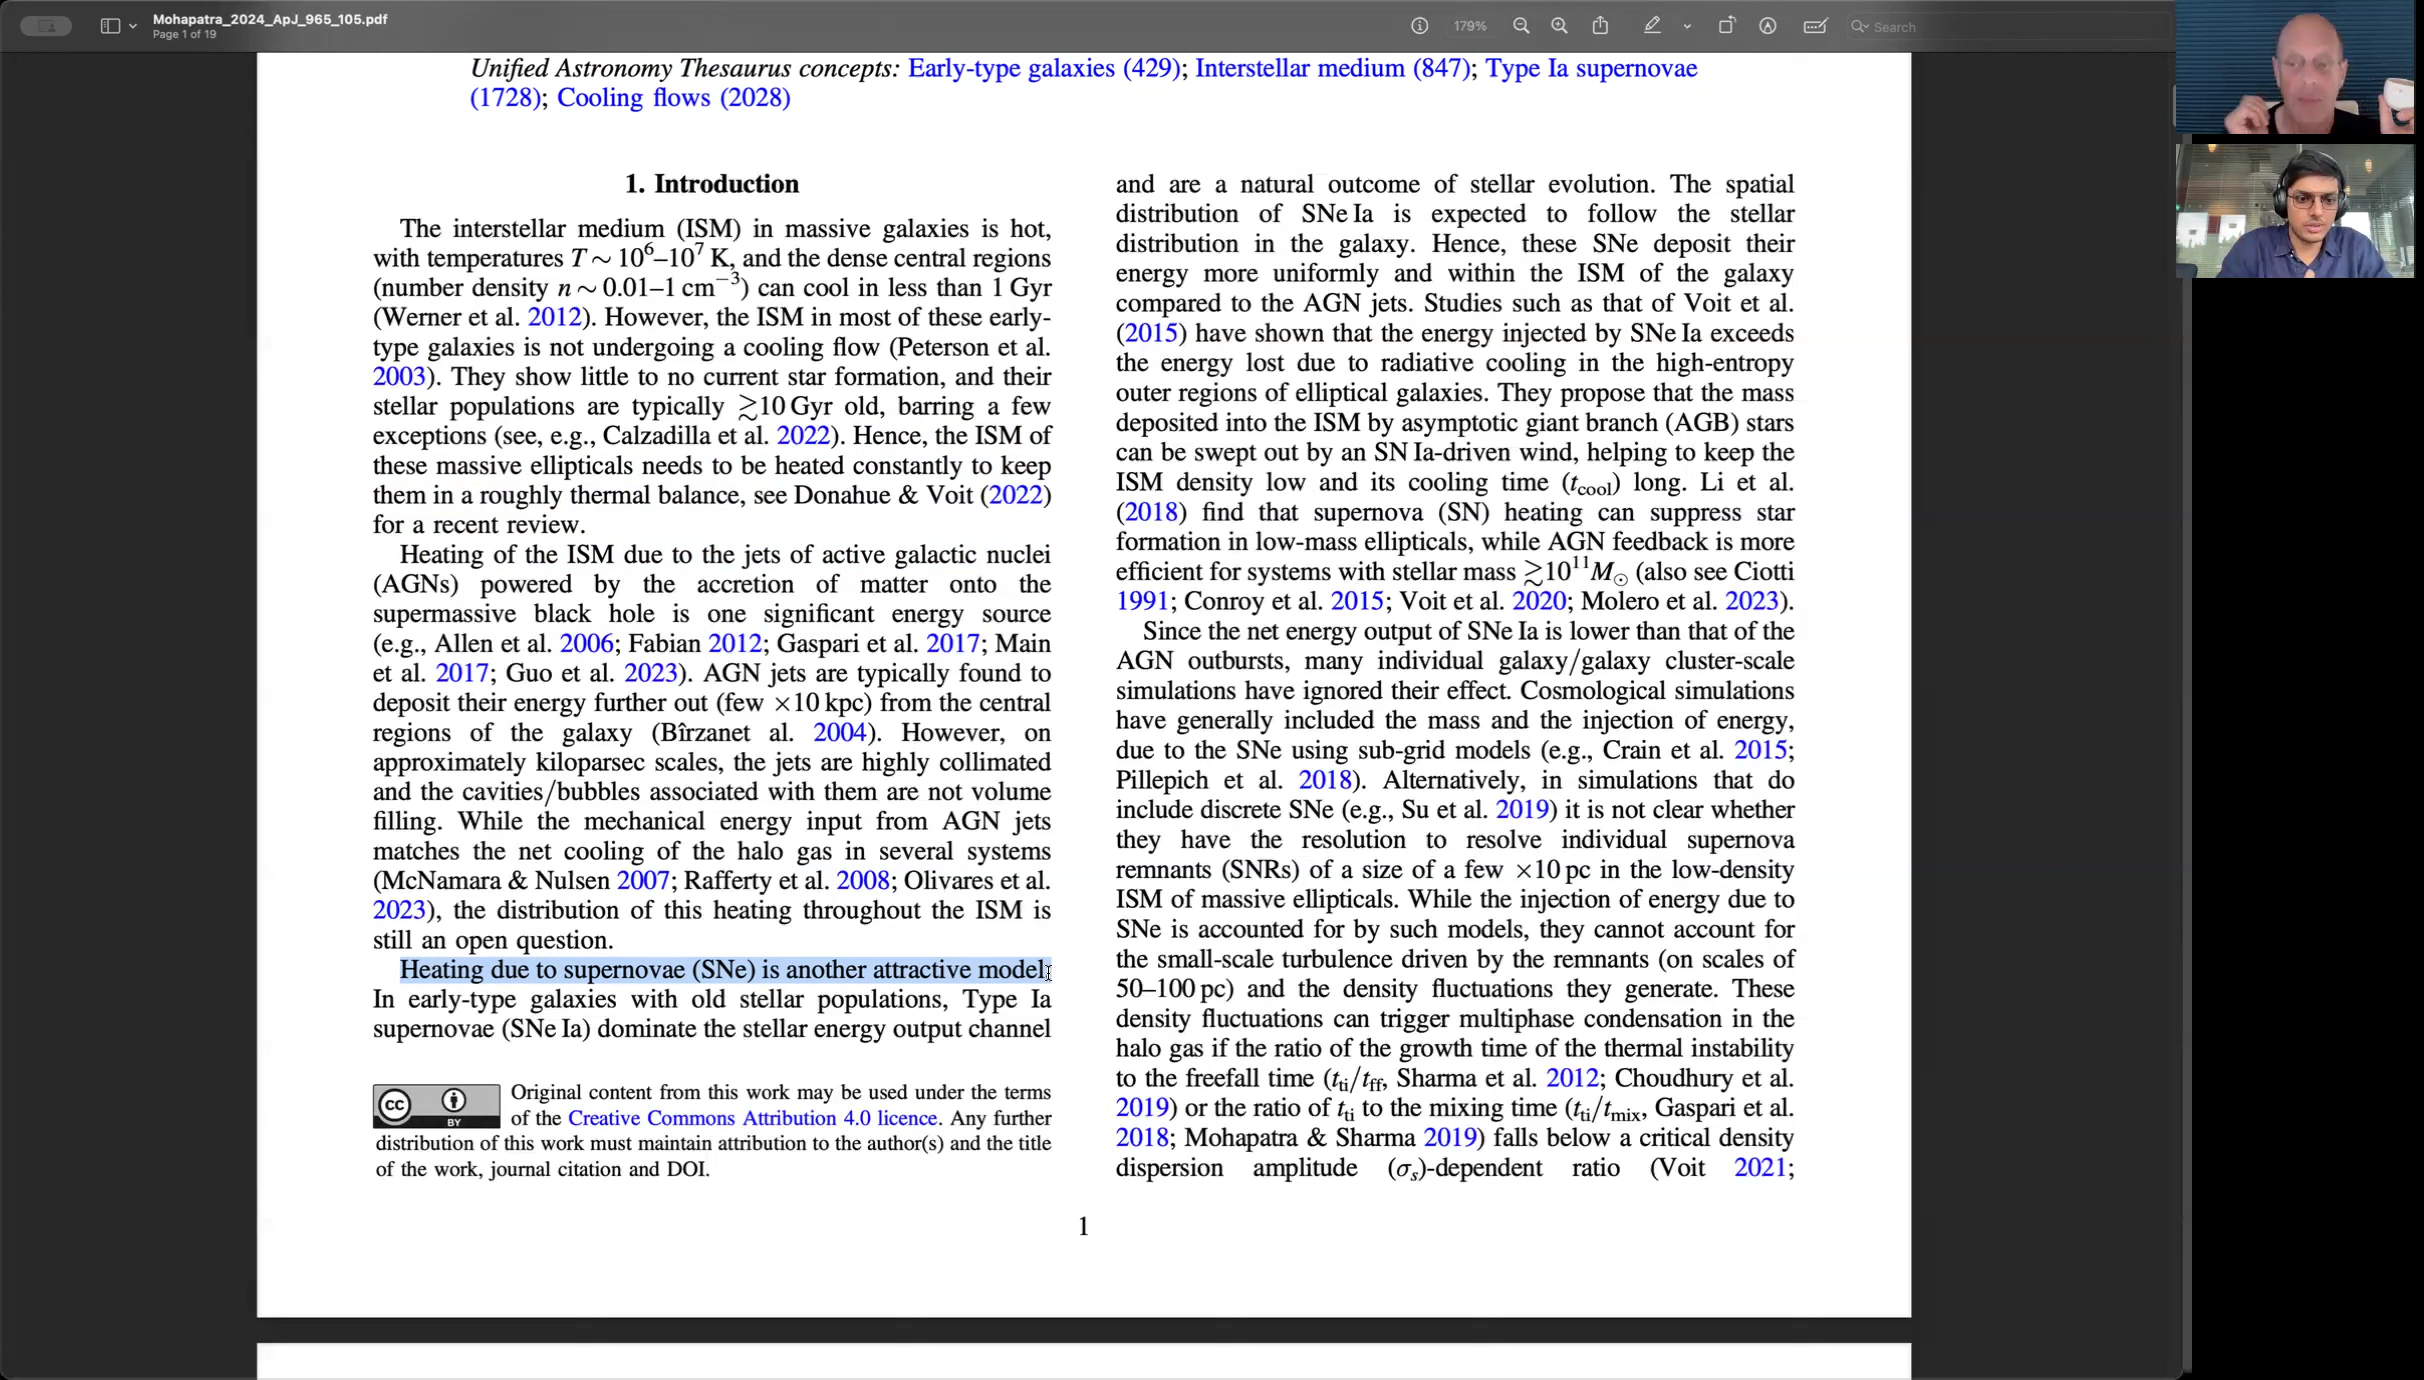 Mohapatra_2024_ApJ_965_105.pdf
Page 1 of 19
179%
Search
Unified Astronomy Thesaurus concepts: Early-type galaxies (429); Interstellar medium (847); Type Ia supernovae
(1728); Cooling flows (2028)
1. Introduction
The interstellar medium (ISM) in massive galaxies is hot,
with temperatures T ∼ 10⁶–10⁷ K, and the dense central regions
(number density n ∼ 0.01–1 cm⁻³) can cool in less than 1 Gyr
(Werner et al. 2012). However, the ISM in most of these early-
type galaxies is not undergoing a cooling flow (Peterson et al.
2003). They show little to no current star formation, and their
stellar populations are typically ≳10 Gyr old, barring a few
exceptions (see, e.g., Calzadilla et al. 2022). Hence, the ISM of
these massive ellipticals needs to be heated constantly to keep
them in a roughly thermal balance, see Donahue & Voit (2022)
for a recent review.
Heating of the ISM due to the jets of active galactic nuclei
(AGNs) powered by the accretion of matter onto the
supermassive black hole is one significant energy source
(e.g., Allen et al. 2006; Fabian 2012; Gaspari et al. 2017; Main
et al. 2017; Guo et al. 2023). AGN jets are typically found to
deposit their energy further out (few ×10 kpc) from the central
regions of the galaxy (Bîrzanet al. 2004). However, on
approximately kiloparsec scales, the jets are highly collimated
and the cavities/bubbles associated with them are not volume
filling. While the mechanical energy input from AGN jets
matches the net cooling of the halo gas in several systems
(McNamara & Nulsen 2007; Rafferty et al. 2008; Olivares et al.
2023), the distribution of this heating throughout the ISM is
still an open question.
Heating due to supernovae (SNe) is another attractive model.
In early-type galaxies with old stellar populations, Type Ia
supernovae (SNe Ia) dominate the stellar energy output channel
cc
BY
Original content from this work may be used under the terms
of the Creative Commons Attribution 4.0 licence. Any further
distribution of this work must maintain attribution to the author(s) and the title
of the work, journal citation and DOI.
and are a natural outcome of stellar evolution. The spatial
distribution of SNe Ia is expected to follow the stellar
distribution in the galaxy. Hence, these SNe deposit their
energy more uniformly and within the ISM of the galaxy
compared to the AGN jets. Studies such as that of Voit et al.
(2015) have shown that the energy injected by SNe Ia exceeds
the energy lost due to radiative cooling in the high-entropy
outer regions of elliptical galaxies. They propose that the mass
deposited into the ISM by asymptotic giant branch (AGB) stars
can be swept out by an SN Ia-driven wind, helping to keep the
ISM density low and its cooling time (t_cool) long. Li et al.
(2018) find that supernova (SN) heating can suppress star
formation in low-mass ellipticals, while AGN feedback is more
efficient for systems with stellar mass ≳10¹¹M⊙ (also see Ciotti
1991; Conroy et al. 2015; Voit et al. 2020; Molero et al. 2023).
Since the net energy output of SNe Ia is lower than that of the
AGN outbursts, many individual galaxy/galaxy cluster-scale
simulations have ignored their effect. Cosmological simulations
have generally included the mass and the injection of energy,
due to the SNe using sub-grid models (e.g., Crain et al. 2015;
Pillepich et al. 2018). Alternatively, in simulations that do
include discrete SNe (e.g., Su et al. 2019) it is not clear whether
they have the resolution to resolve individual supernova
remnants (SNRs) of a size of a few ×10 pc in the low-density
ISM of massive ellipticals. While the injection of energy due to
SNe is accounted for by such models, they cannot account for
the small-scale turbulence driven by the remnants (on scales of
50–100 pc) and the density fluctuations they generate. These
density fluctuations can trigger multiphase condensation in the
halo gas if the ratio of the growth time of the thermal instability
to the freefall time (t_ti/t_ff, Sharma et al. 2012; Choudhury et al.
2019) or the ratio of t_ti to the mixing time (t_ti/t_mix, Gaspari et al.
2018; Mohapatra & Sharma 2019) falls below a critical density
dispersion amplitude (σ_s)-dependent ratio (Voit 2021;
1